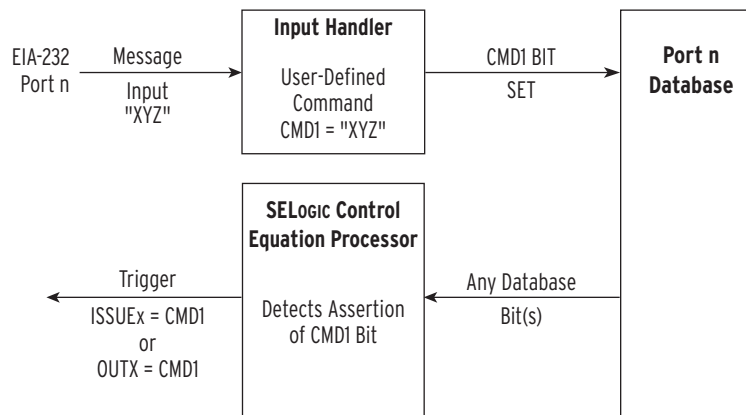 EIA-232
Port n
Message
Input
"XYZ"
Input Handler
User-Defined
Command
CMD1 = "XYZ"
CMD1 BIT
SET
Port n
Database
SELOGIC Control
Equation Processor
Detects Assertion
of CMD1 Bit
Any Database
Bit(s)
Trigger
ISSUEx = CMD1
or
OUTX = CMD1